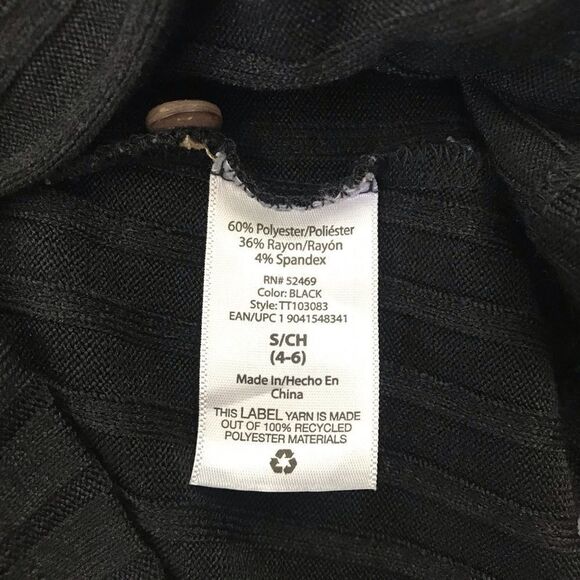 60% Polyester/Poliéster
36% Rayon/Rayón
4% Spandex
RN# 52469
Color: BLACK
Style: TT103083
EAN/UPC 1 9041548341
S/CH
(4-6)
Made In/Hecho En
China
THIS LABEL YARN IS MADE
OUT OF 100% RECYCLED
POLYESTER MATERIALS